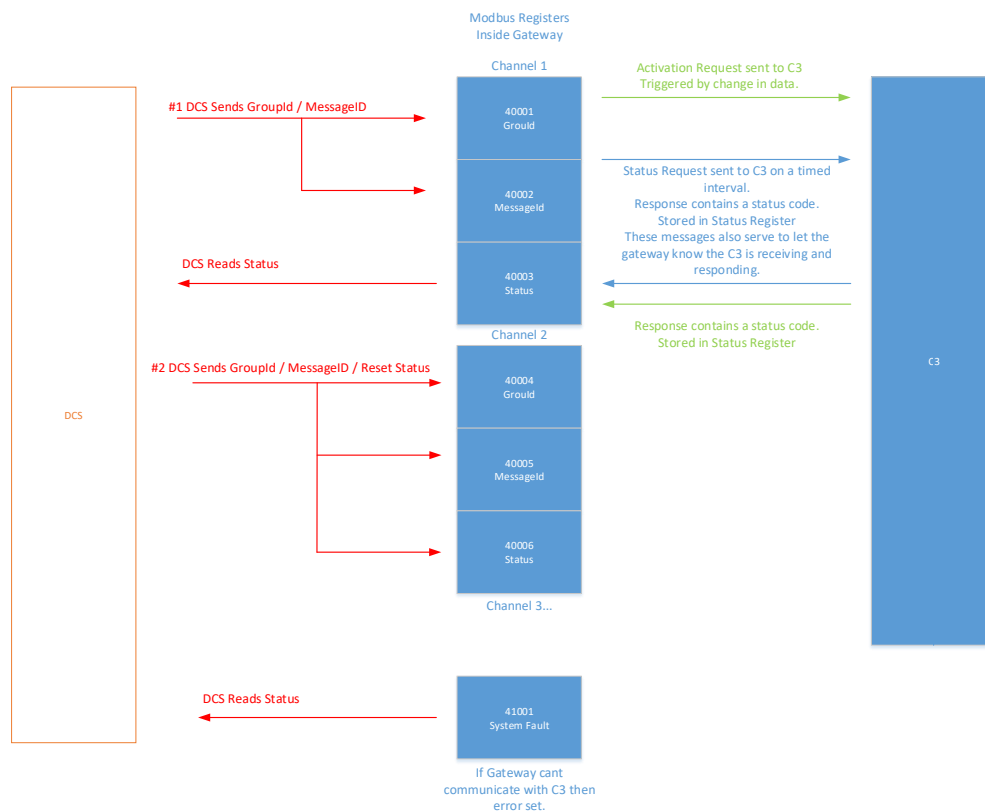 Modbus Registers
Inside Gateway
Channel 1
Activation Request sent to C3
Triggered by change in data.
#1 DCS Sends GroupId / MessageID
40001
GrouId
Status Request sent to C3 on a timed
interval.
Response contains a status code.
Stored in Status Register
These messages also serve to let the
gateway know the C3 is receiving and
responding.
40002
MessageId
DCS Reads Status
40003
Status
Response contains a status code.
Stored in Status Register
Channel 2
#2 DCS Sends GroupId / MessageID / Reset Status
40004
GrouId
C3
DCS
40005
MessageId
40006
Status
Channel 3...
DCS Reads Status
41001
System Fault
If Gateway cant
communicate with C3 then
error set.